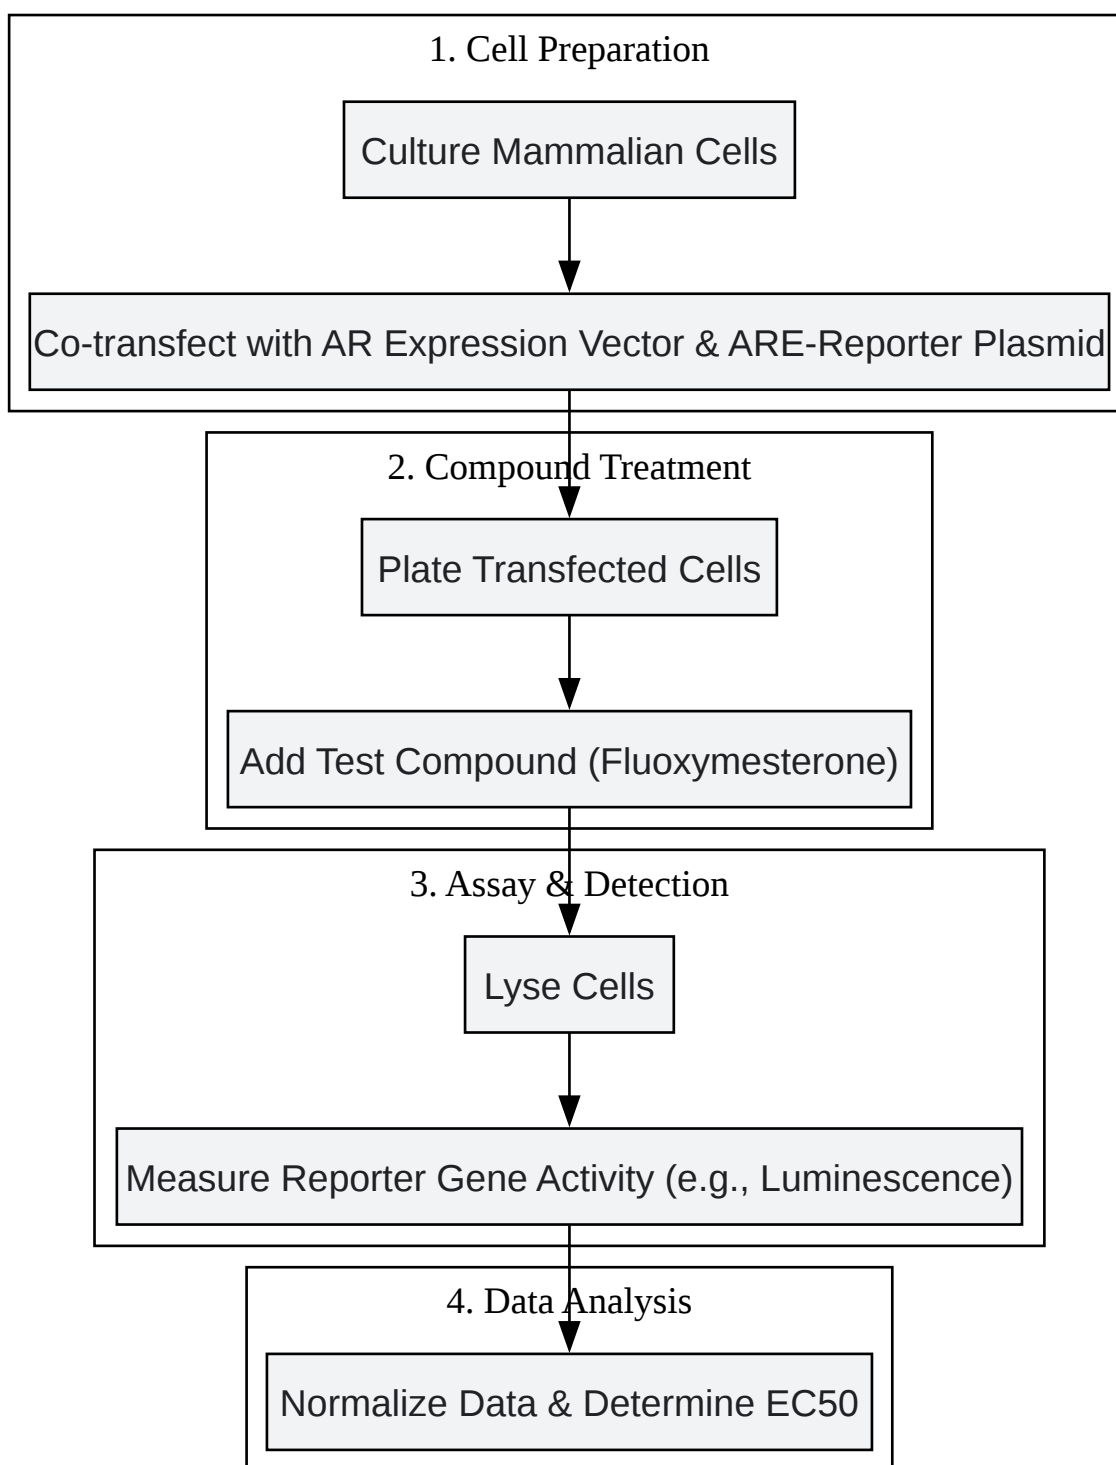 1. Cell Preparation
Culture Mammalian Cells
Co-transfect with AR Expression Vector & ARE-Reporter Plasmid
2. Compound Treatment
Plate Transfected Cells
Add Test Compound (Fluoxymesterone)
3. Assay & Detection
Lyse Cells
Measure Reporter Gene Activity (e.g., Luminescence)
4. Data Analysis
Normalize Data & Determine EC50